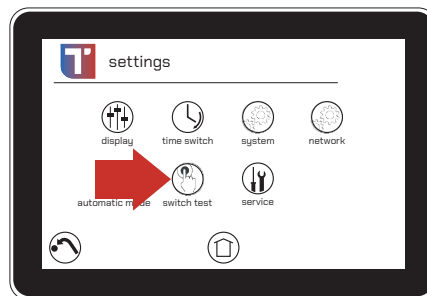 settings
display time switch system network
automatic mode switch test service